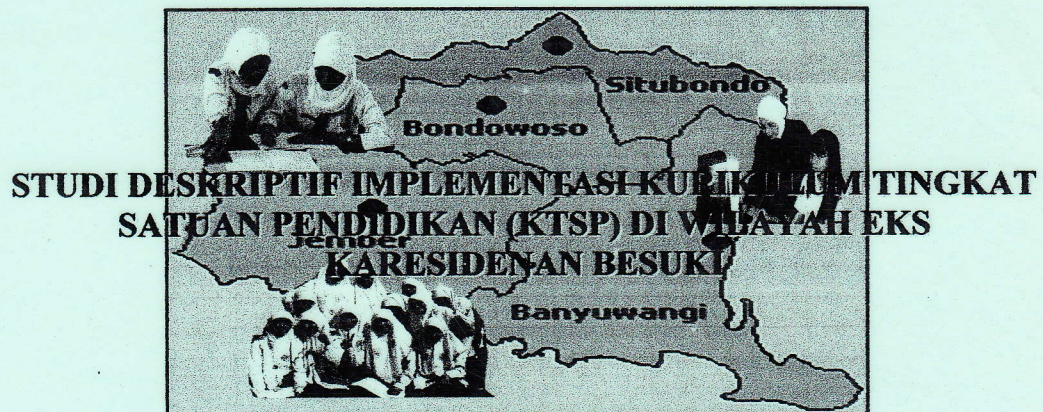 Situbondo
Bondowoso
STUDI DESKRIPTIF IMPLEMENTASI KURIKULUM TINGKAT
SATUAN PENDIDIKAN (KTSP) DI WILAYAH EKS
Jember
KARESIDENAN BESUKI
Banyuwangi